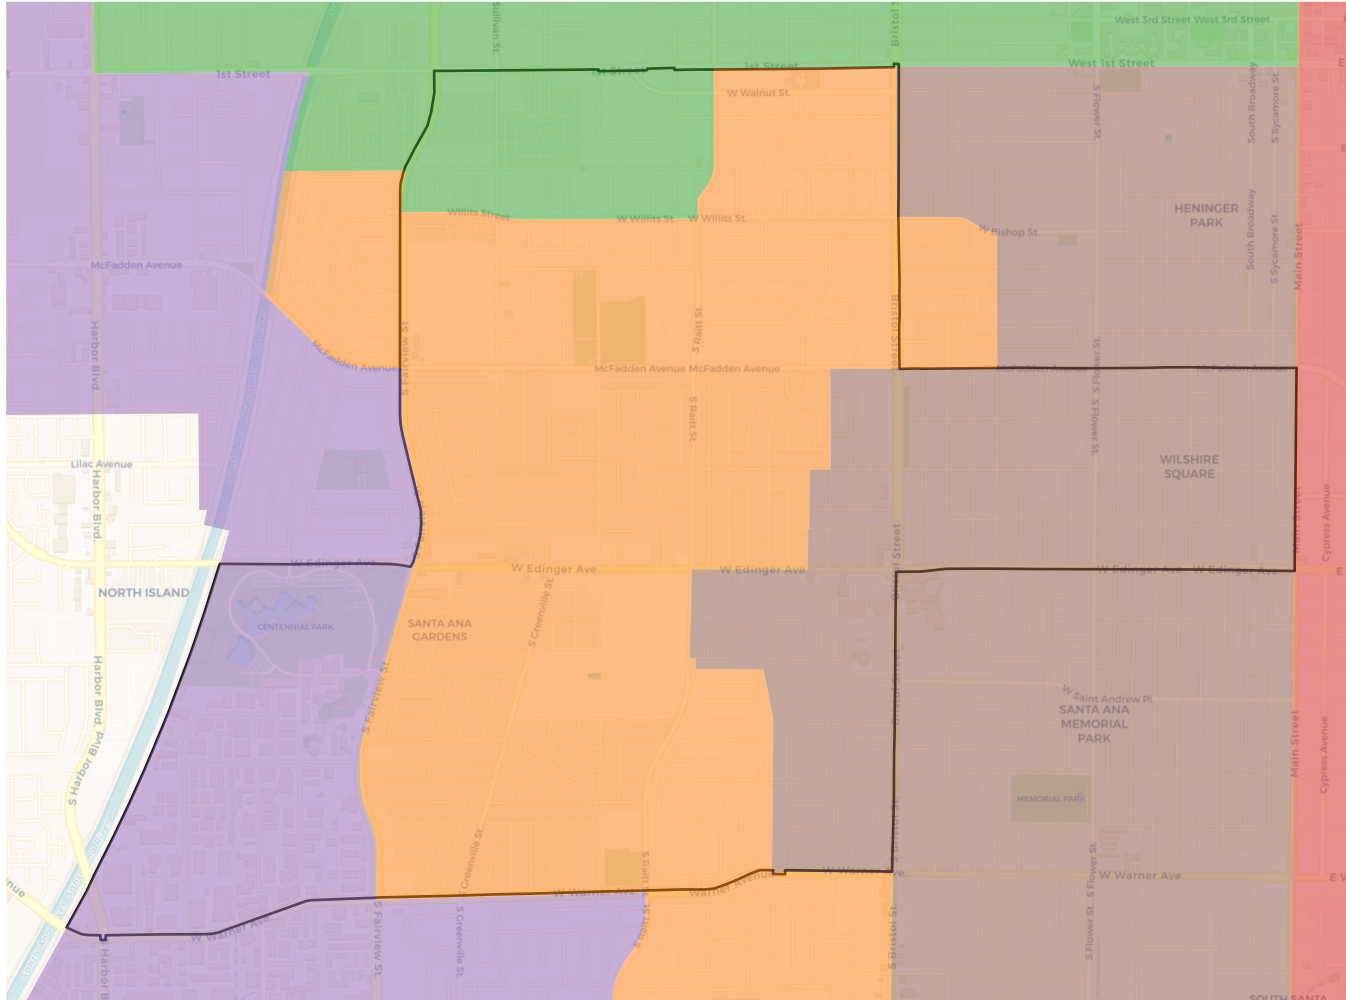 Sullivan St.
Bristol S
West 3rd Street West 3rd Street
1st Street
1st Street
1st Street
West 1st Street
E
W Walnut St.
S Flower St.
South Broadway
S Sycamore St.
E
Willits Street
W Willits St.
W Willits St.
W Bishop St.
HENINGER
PARK
South Broadway
S Sycamore St.
Main Street
McFadden Avenue
Harbor Blvd
S Fairview St.
S Raitt St.
Bristol Street
McFadden Avenue
McFadden Avenue McFadden Avenue
McFadden Avenue
McFadden Avenue
S Flower St.
S Flower St.
S Raitt St.
Lilac Avenue
Harbor Blvd.
WILSHIRE
SQUARE
Main Street
Cypress Avenue
W Edinger Ave.
W Edinger Ave.
W Edinger Ave.
W Edinger Ave.
W Edinger Ave.
E
NORTH ISLAND
CENTENNIAL PARK
SANTA ANA
GARDENS
S Greenville St.
S Fairview St.
Harbor Blvd.
S Harbor Blvd.
W Saint Andrew Pl
SANTA ANA
MEMORIAL
PARK
Main Street
Cypress Avenue
MEMORIAL PARK
S Bristol St.
S Greenville St.
S Raitt St.
S Flower St.
W Warner Ave.
W Warner Ave.
E W
W Warner Ave.
Warner Avenue
W Warner Ave
S Fairview St.
S Greenville St.
S Raitt St.
S Bristol St.
S Flower St.
S Harbor B
SOUTH SANTA